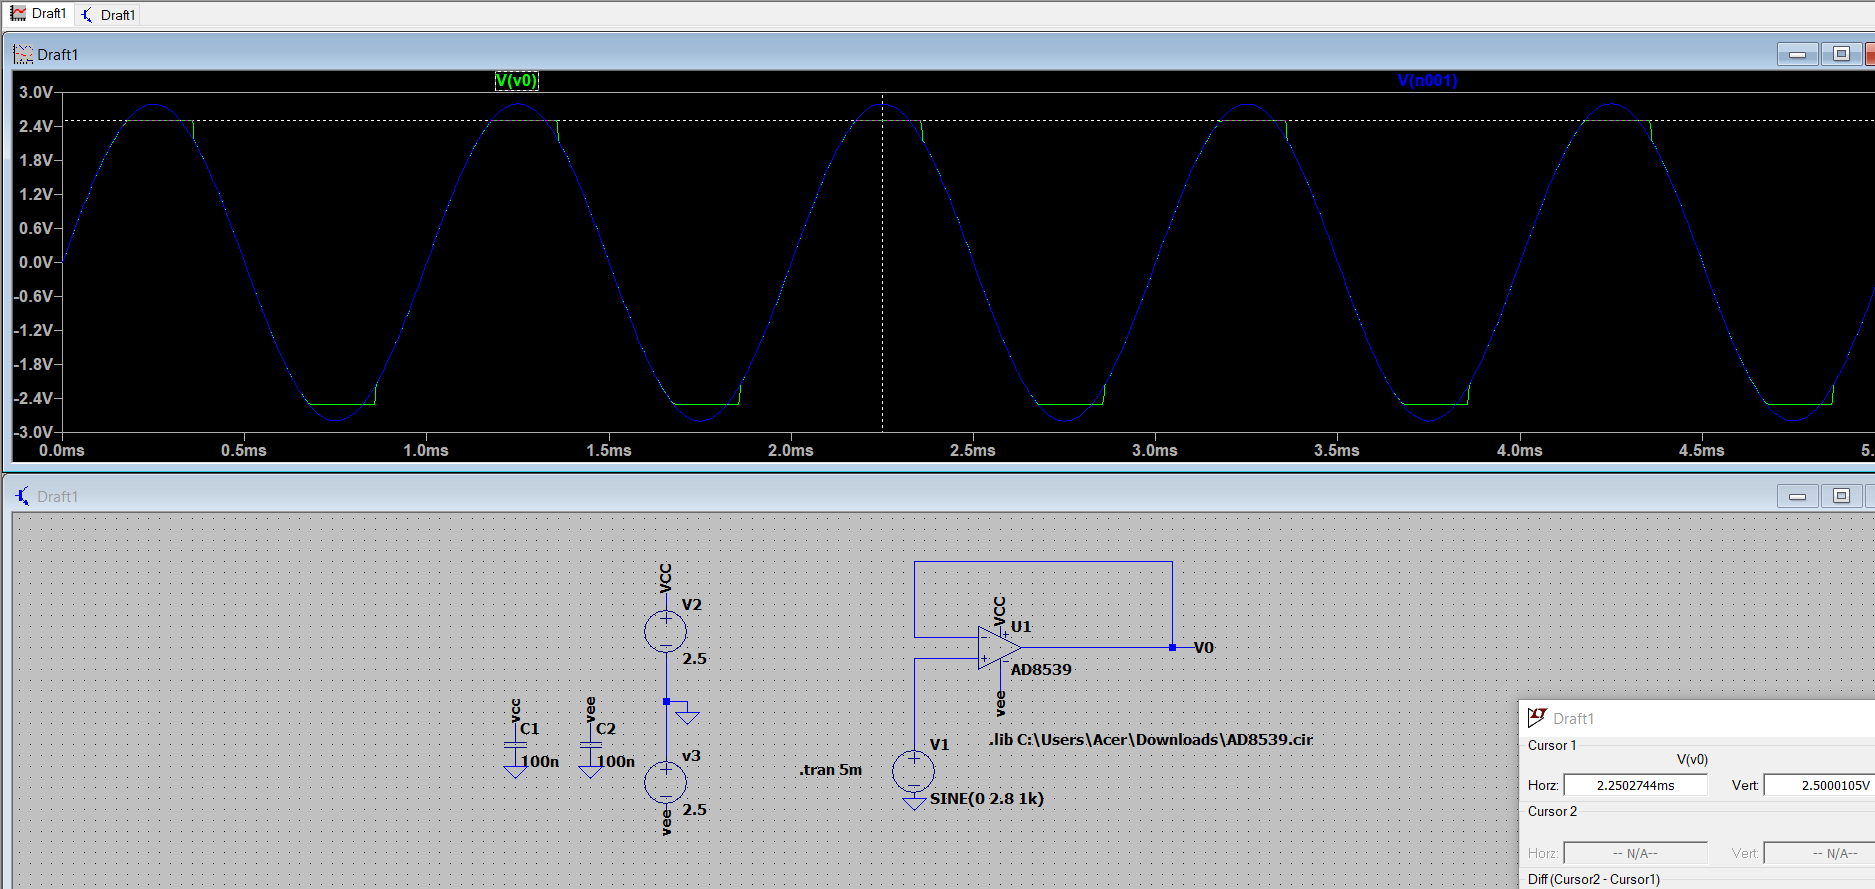 Draft1 Draft1
Draft1
V(v0) V(n001)
3.0V
2.4V
1.8V
1.2V
0.6V
0.0V
-0.6V
-1.2V
-1.8V
-2.4V
-3.0V
0.0ms 0.5ms 1.0ms 1.5ms 2.0ms 2.5ms 3.0ms 3.5ms 4.0ms 4.5ms 5.
Draft1
VCC
V2
2.5
VCC
U1
V0
AD8539
vee
vcc
C1
100n
vee
C2
100n
v3
2.5
vee
.lib C:\Users\Acer\Downloads\AD8539.cir
V1
.tran 5m
SINE(0 2.8 1k)
Draft1
Cursor 1
V(v0)
Horz: 2.2502744ms Vert: 2.5000105V
Cursor 2
Horz: -- N/A-- Vert: -- N/A--
Diff (Cursor2 - Cursor1)